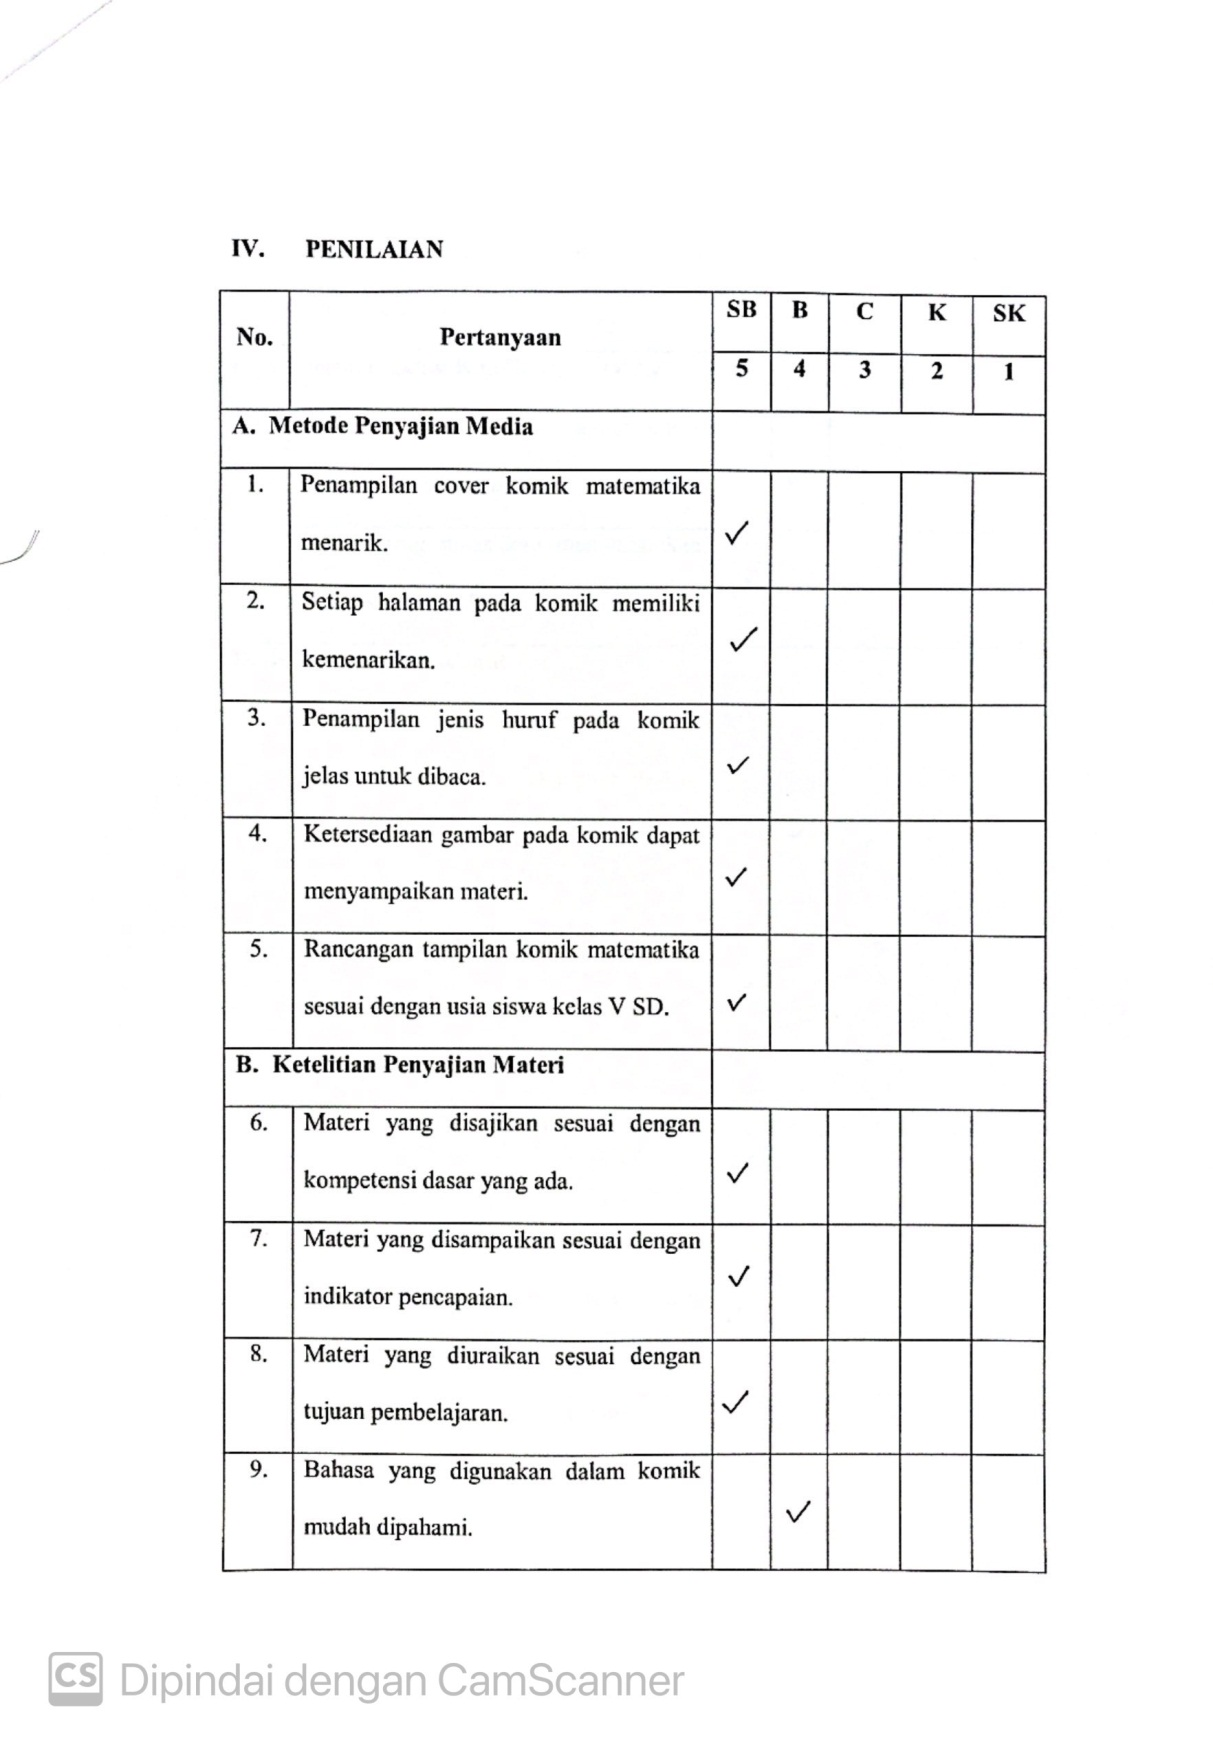 IV. PENILAIAN
No. Pertanyaan SB B C K SK
5 4 3 2 1
A. Metode Penyajian Media
1. Penampilan cover komik matematika
menarik. ✓
2. Setiap halaman pada komik memiliki
kemenarikan. ✓
3. Penampilan jenis huruf pada komik
jelas untuk dibaca. ✓
4. Ketersediaan gambar pada komik dapat
menyampaikan materi. ✓
5. Rancangan tampilan komik matematika
sesuai dengan usia siswa kelas V SD. ✓
B. Ketelitian Penyajian Materi
6. Materi yang disajikan sesuai dengan
kompetensi dasar yang ada. ✓
7. Materi yang disampaikan sesuai dengan
indikator pencapaian. ✓
8. Materi yang diuraikan sesuai dengan
tujuan pembelajaran. ✓
9. Bahasa yang digunakan dalam komik
mudah dipahami. ✓
CS Dipindai dengan CamScanner